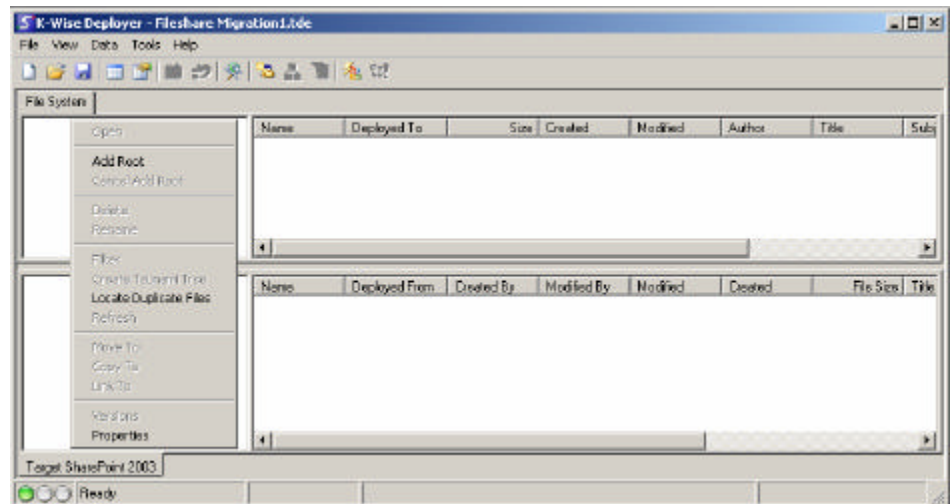 K-Wise Deployer - Fileshare Migration1.tde
File View Data Tools Help
File System
Open
Add Root
Cancel Add Root
Delete
Rename
Filter
Locate Duplicate Files
Refresh
Move To
Copy To
Link To
Versions
Properties
Name Deployed To Size Created Modified Author Title Subj
Name Deployed From Created By Modified By Modified Created File Size Title
Target SharePoint 2003
Ready